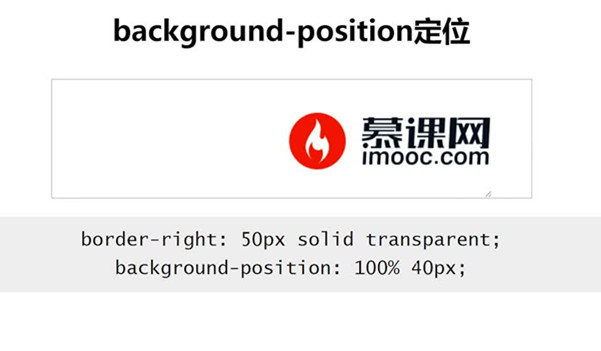 background-position定位
慕课网
imooc.com
border-right: 50px solid transparent;
background-position: 100% 40px;